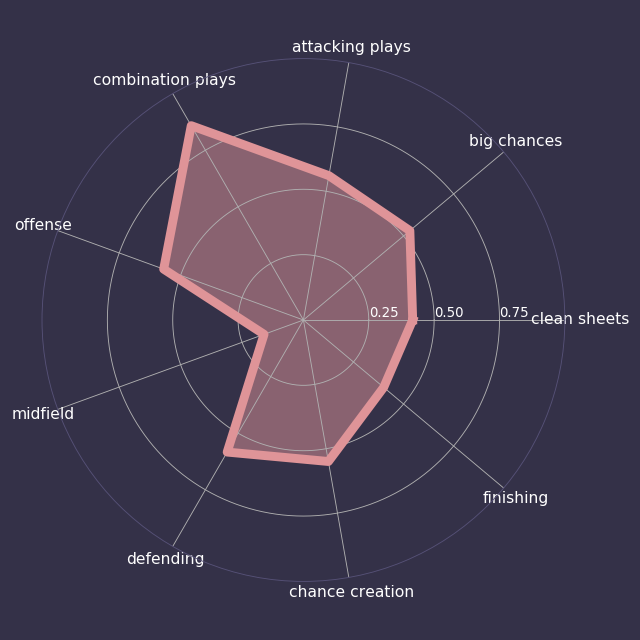 attacking plays
combination plays
big chances
offense
0.25 0.50 0.75 clean sheets
midfield
finishing
defending
chance creation